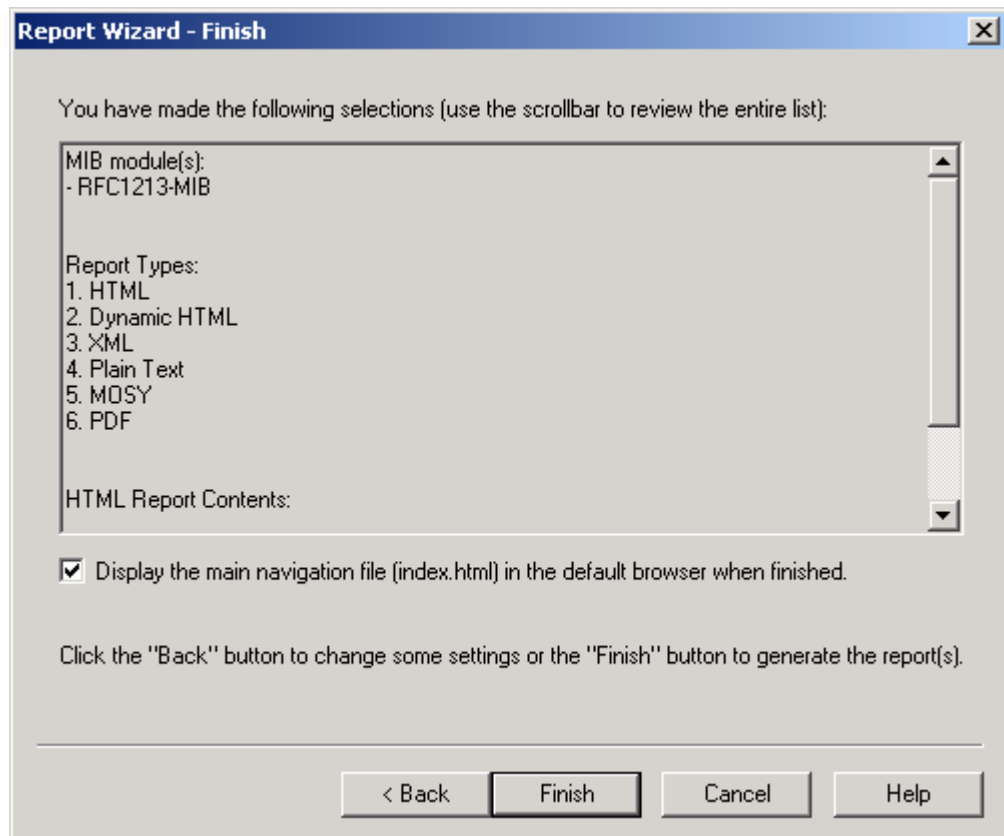 Report Wizard - Finish
You have made the following selections (use the scrollbar to review the entire list):
MIB module(s):
- RFC1213-MIB
Report Types:
1. HTML
2. Dynamic HTML
3. XML
4. Plain Text
5. MOSY
6. PDF
HTML Report Contents:
Display the main navigation file (index.html) in the default browser when finished.
Click the "Back" button to change some settings or the "Finish" button to generate the report(s).
< Back Finish Cancel Help